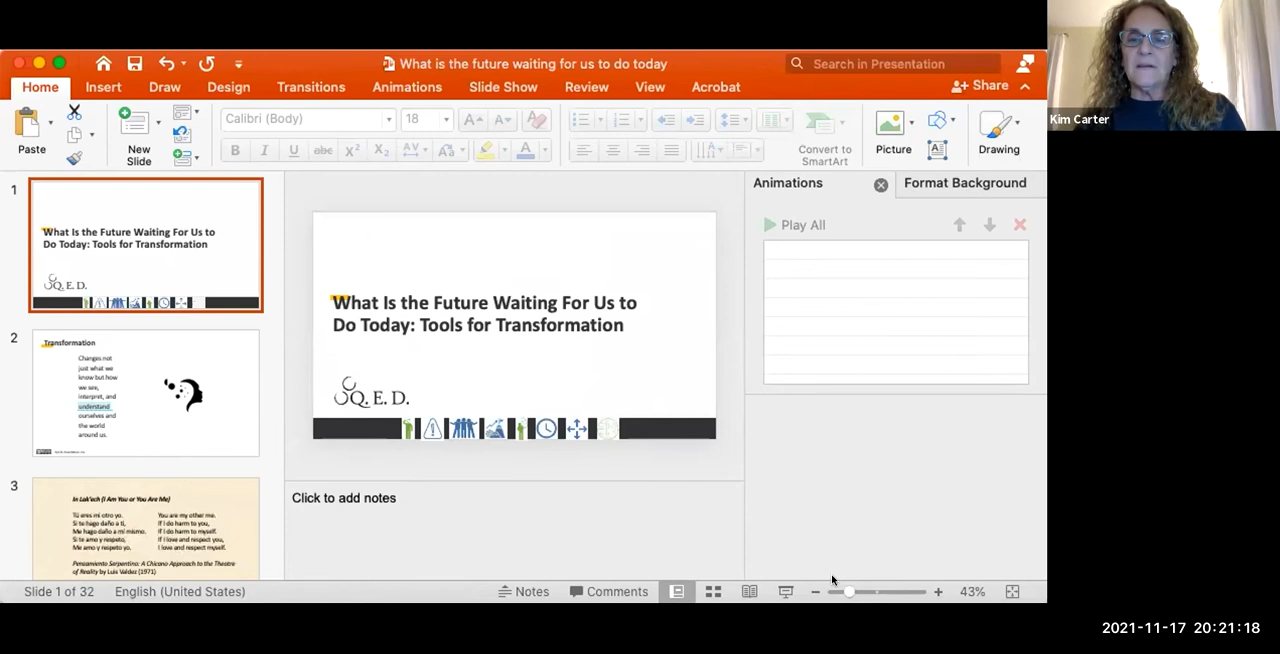 What is the future waiting for us to do today
Search in Presentation
Home Insert Draw Design Transitions Animations Slide Show Review View Acrobat Share
Calibri (Body) 18
Paste
New
Slide
Convert to
SmartArt
Picture
Drawing
1
What Is the Future Waiting For Us to
Do Today: Tools for Transformation
Q. E. D.
2
Transformation
Changes not
just what we
know but how
we see,
interpret, and
understand
ourselves and
the world
around us.
3
In Lak'ech (I Am You or You Are Me)
Tú eres mi otro yo.
Si te hago daño a ti,
Me hago daño a mi mismo.
Si te amo y respeto,
Me amo y respeto yo.
You are my other me.
If I do harm to you,
I do harm to myself.
If I love and respect you,
I love and respect myself.
Pensamiento Serpentino: A Chicano Approach to the Theatre
of Reality by Luis Valdez (1971)
What Is the Future Waiting For Us to
Do Today: Tools for Transformation
Q. E. D.
Click to add notes
Animations
Format Background
Play All
Slide 1 of 32 English (United States)
Notes Comments
43%
Kim Carter
2021-11-17 20:21:18